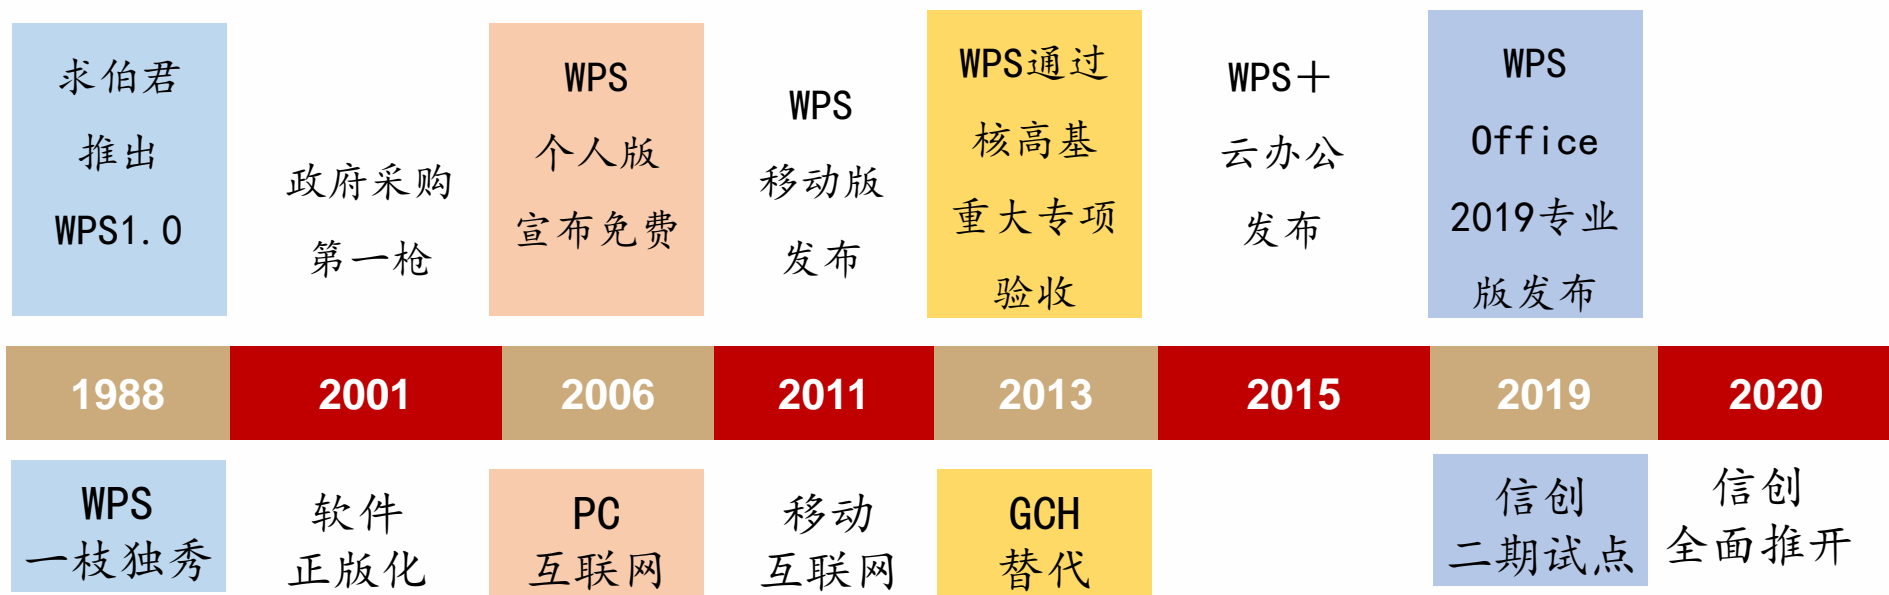 求伯君
推出
WPS1.0
政府采购
第一枪
WPS
个人版
宣布免费
WPS
移动版
发布
WPS通过
核高基
重大专项
验收
WPS+
云办公
发布
WPS
Office
2019专业
版发布
1988
2001
2006
2011
2013
2015
2019
2020
WPS
一枝独秀
软件
正版化
PC
互联网
移动
互联网
GCH
替代
信创
二期试点
信创
全面推开